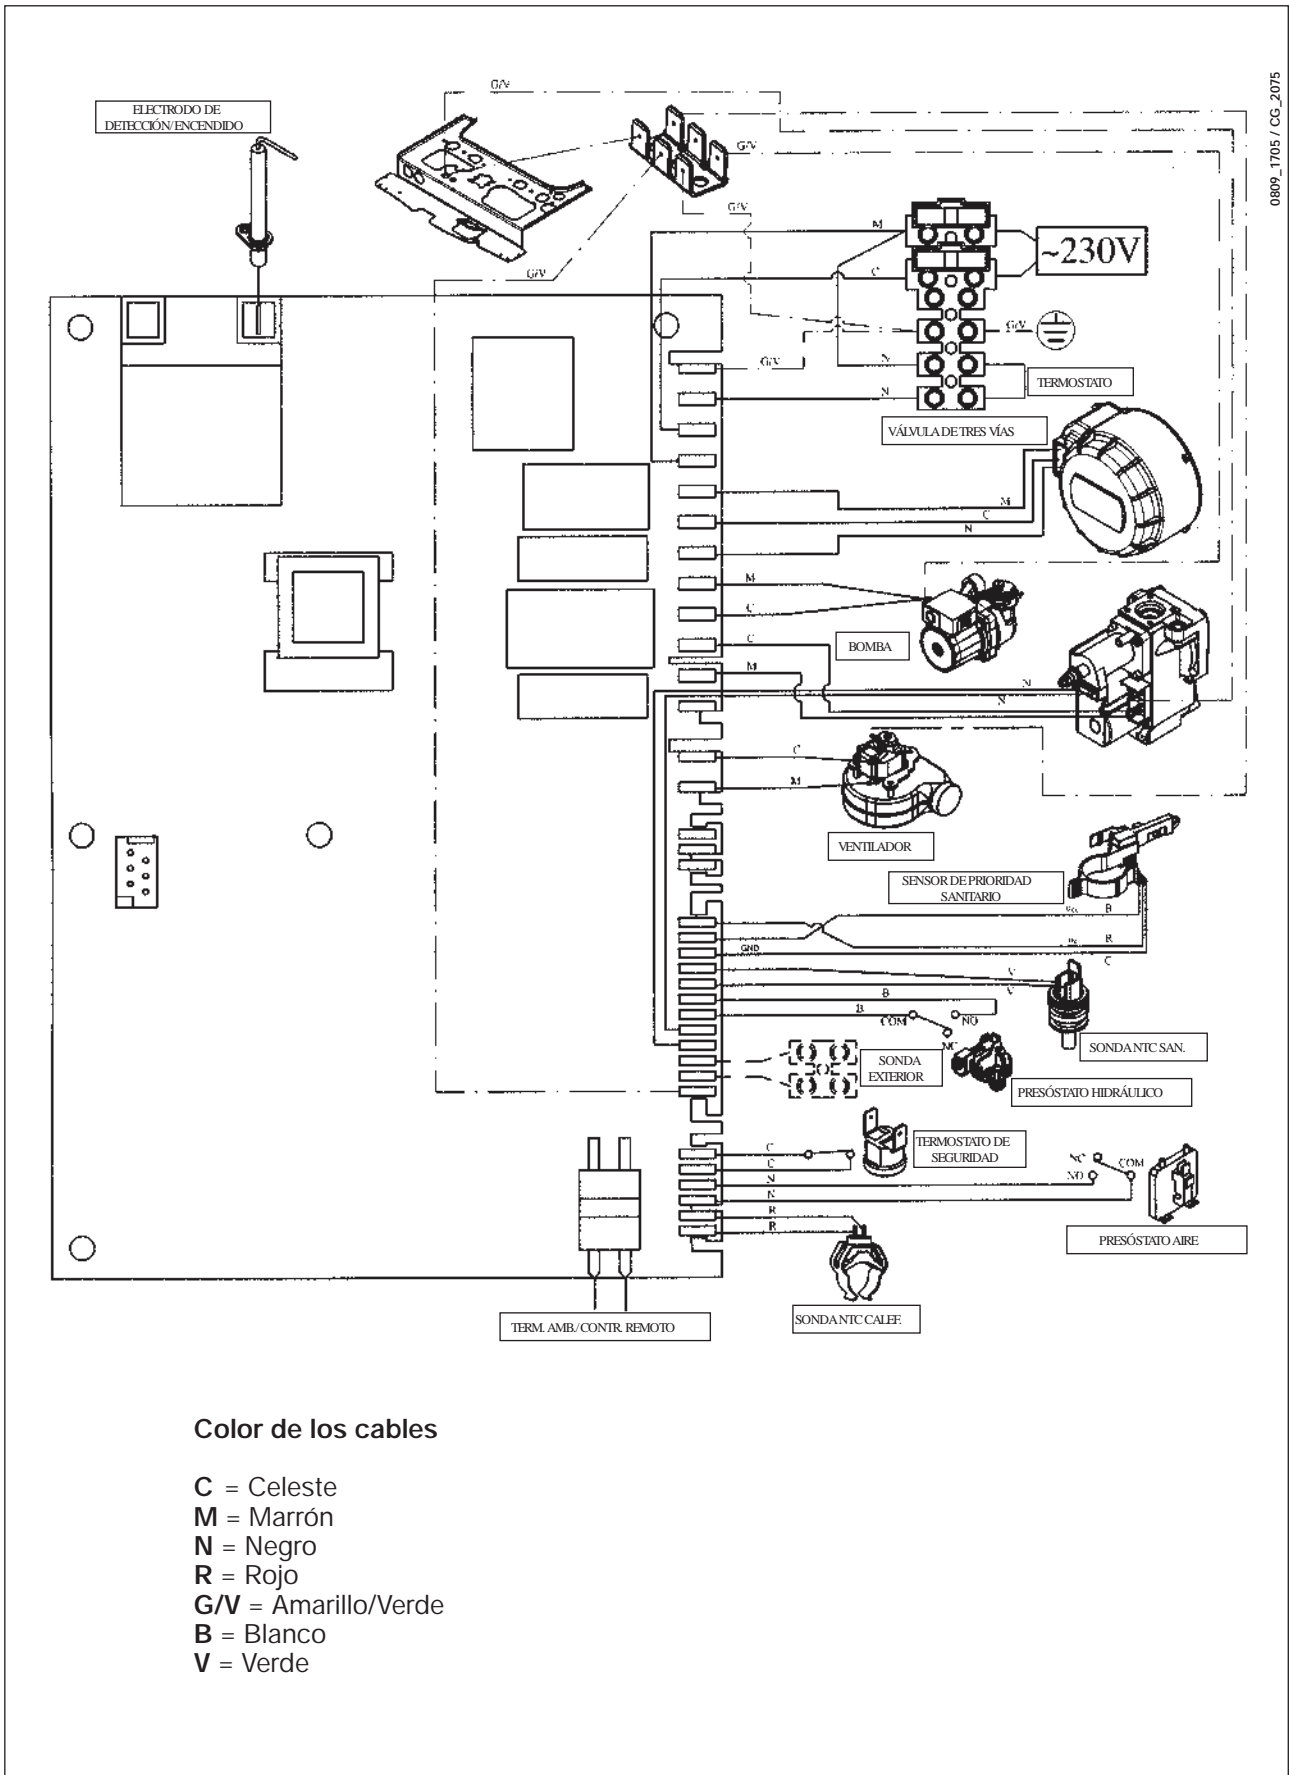 0809_1705 / CG_2075
G/V
ELECTRODO DE
DETECCIÓN/ENCENDIDO
G/V
G/V
M
~230V
G/V
C
G/V
G/V
N
TERMOSTATO
N
VÁLVULA DE TRES VÍAS
M
C
N
M
C
BOMBA
C
M
N
N
C
M
VENTILADOR
SENSOR DE PRIORIDAD
SANITARIO
B
R
GND
C
V
V
B
B
COM
NO
NC
SONDA
EXTERIOR
SONDA NTC SAN.
PRESÓSTATO HIDRÁULICO
TERMOSTATO DE
SEGURIDAD
C
C
N
N
R
R
NC
COM
NO
PRESÓSTATO AIRE
SONDA NTC CALEF.
TERM. AMB./ CONTR. REMOTO
Color de los cables
C = Celeste
M = Marrón
N = Negro
R = Rojo
G/V = Amarillo/Verde
B = Blanco
V = Verde